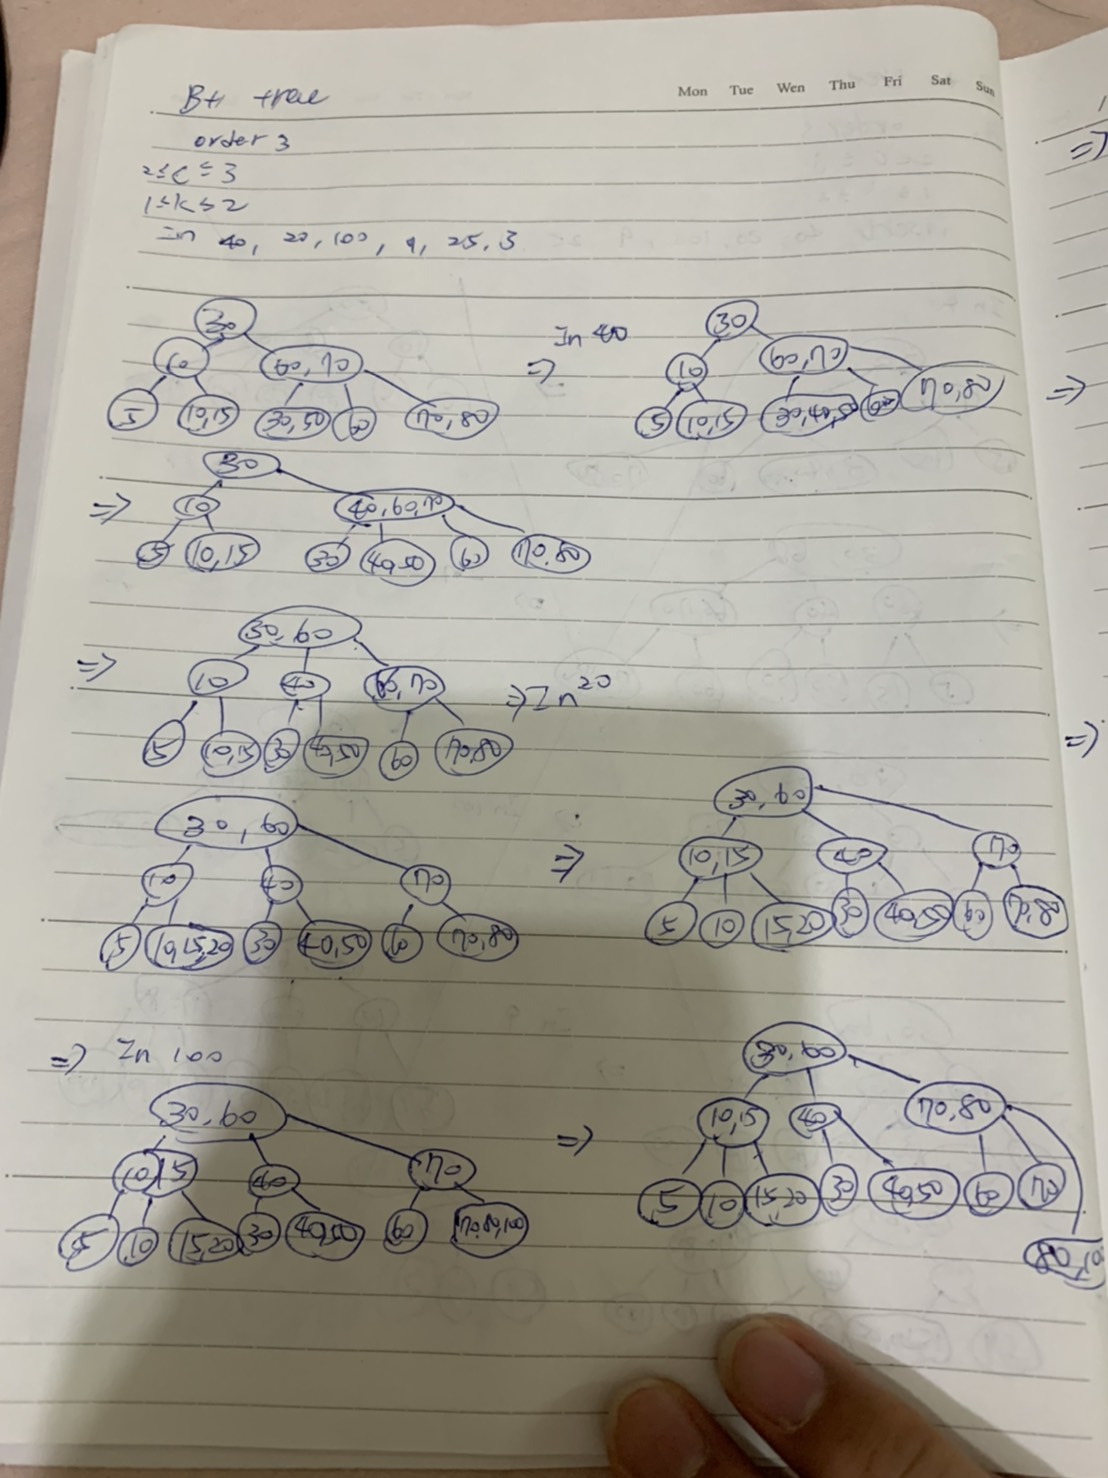 B+ tree
Mon Tue Wen Thu Fri Sat Sun
order 3
2≤C≤3
1≤k≤2
In 40, 20, 100, 9, 25, 3
30
10 60,70
5 10,15 30,50 60 70,80
⇒ In 40
30
10 60,70
5 10,15 30,40,50 60 70,80
⇒
30
10 40,60,70
5 10,15 30 40,50 60 70,80
⇒
30,60
10 40 70
5 10,15 30 40,50 60 70,80
⇒ In 20
30,60
10 40 70
5 10,15,20 30 40,50 60 70,80
⇒
30,60
10,15 40 70
5 10 15,20 30 40,50 60 70,80
⇒ In 100
30,60
10,15 40 70
5 10 15,20 30 40,50 60 70,80,100
⇒
30,60
10,15 40 70,80
5 10 15,20 30 40,50 60 70
80,10
⇒
⇒
⇒